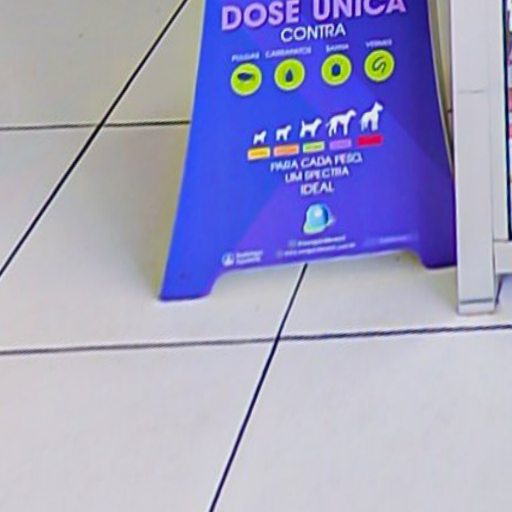 DOSE ÚNICA
CONTRA
PULGAS CARRAPATOS SARNA VERMES
PARA CADA PESO,
UM SPECTRA
IDEAL